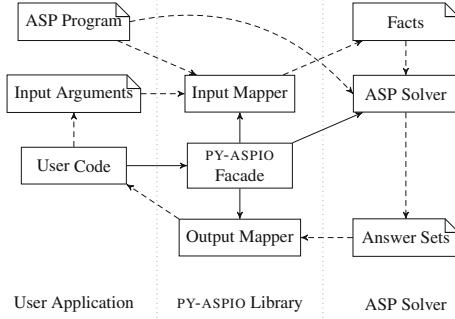 ASP Program
Facts
Input Arguments
Input Mapper
ASP Solver
User Code
PY-ASPIO
Facade
Output Mapper
Answer Sets
User Application
PY-ASPIO Library
ASP Solver